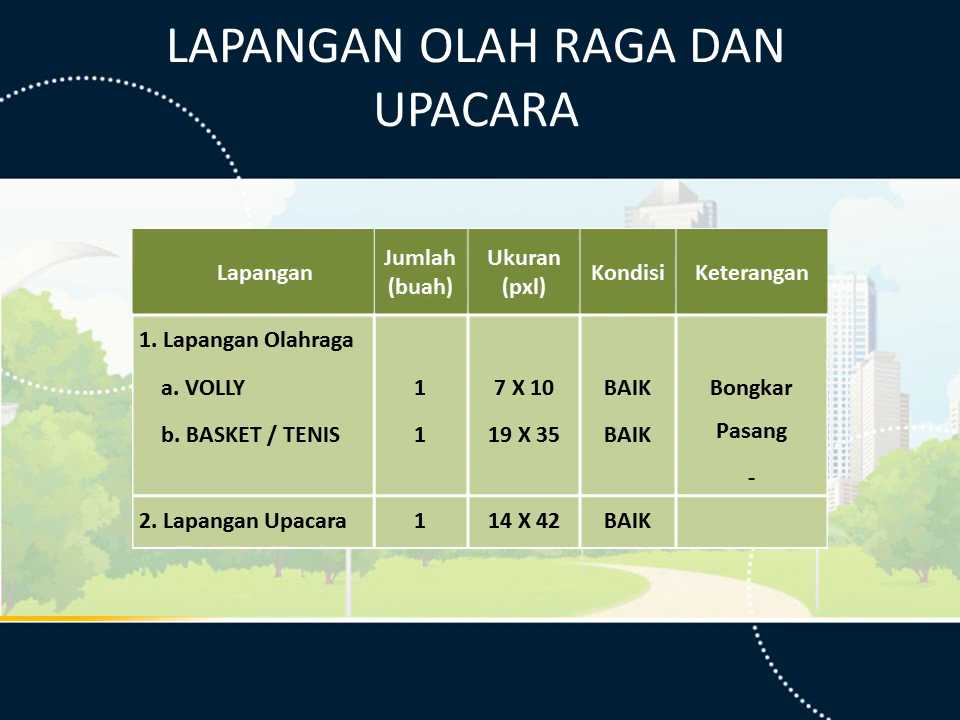 LAPANGAN OLAH RAGA DAN
UPACARA
Lapangan Jumlah (buah) Ukuran (pxl) Kondisi Keterangan
1. Lapangan Olahraga
a. VOLLY 1 7 X 10 BAIK Bongkar
b. BASKET / TENIS 1 19 X 35 BAIK Pasang
-
2. Lapangan Upacara 1 14 X 42 BAIK